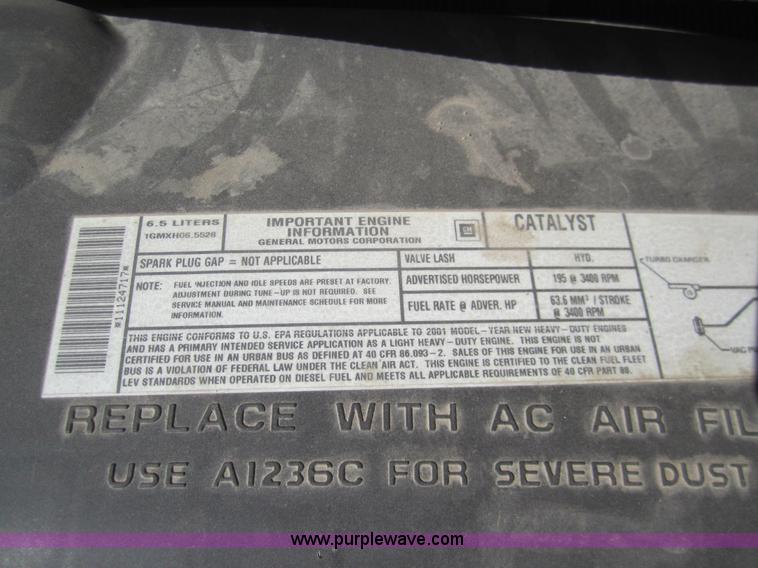 6.5 LITERS
1GMXH06.5526
IMPORTANT ENGINE
INFORMATION
GENERAL MOTORS CORPORATION
GM
CATALYST
SPARK PLUG GAP = NOT APPLICABLE
NOTE: FUEL INJECTION AND IDLE SPEEDS ARE PRESET AT FACTORY.
ADJUSTMENT DURING TUNE-UP IS NOT REQUIRED. SEE
SERVICE MANUAL AND MAINTENANCE SCHEDULE FOR MORE
INFORMATION.
VALVE LASH HYD.
ADVERTISED HORSEPOWER 195 @ 3400 RPM
FUEL RATE @ ADVER. HP 63.6 MM³ / STROKE
@ 3400 RPM
TURBO CHARGER
VAC
*11124717*
THIS ENGINE CONFORMS TO U.S. EPA REGULATIONS APPLICABLE TO 2001 MODEL-YEAR NEW HEAVY-DUTY ENGINES
AND HAS A PRIMARY INTENDED SERVICE APPLICATION AS A LIGHT HEAVY-DUTY ENGINE. THIS ENGINE IS NOT
CERTIFIED FOR USE IN AN URBAN BUS AS DEFINED AT 40 CFR 86.093-2. SALES OF THIS ENGINE FOR USE IN AN URBAN
BUS IS A VIOLATION OF FEDERAL LAW UNDER THE CLEAN AIR ACT. THIS ENGINE IS CERTIFIED TO THE CLEAN FUEL FLEET
LEV STANDARDS WHEN OPERATED ON DIESEL FUEL AND MEETS ALL APPLICABLE REQUIREMENTS OF 40 CFR PART 88.
REPLACE WITH AC AIR FIL
USE A1236C FOR SEVERE DUST
www.purplewave.com